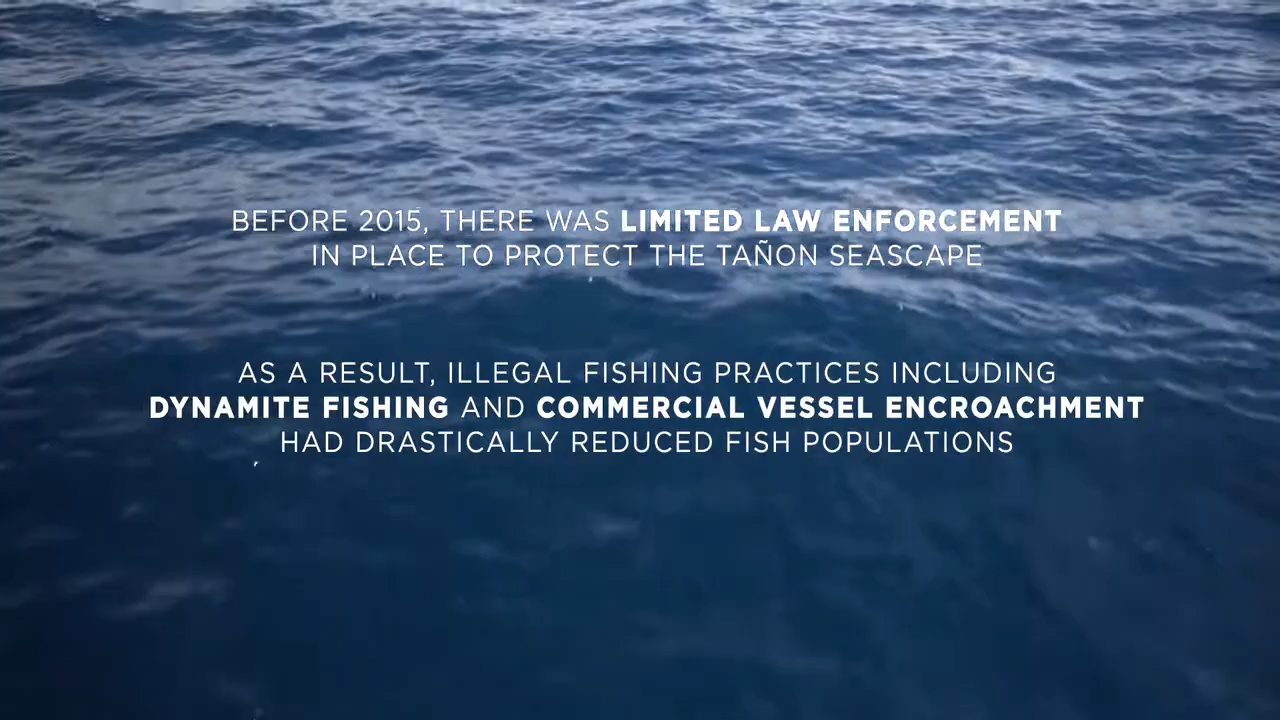 BEFORE 2015, THERE WAS LIMITED LAW ENFORCEMENT
IN PLACE TO PROTECT THE TAÑON SEASCAPE
AS A RESULT, ILLEGAL FISHING PRACTICES INCLUDING
DYNAMITE FISHING AND COMMERCIAL VESSEL ENCROACHMENT
HAD DRASTICALLY REDUCED FISH POPULATIONS